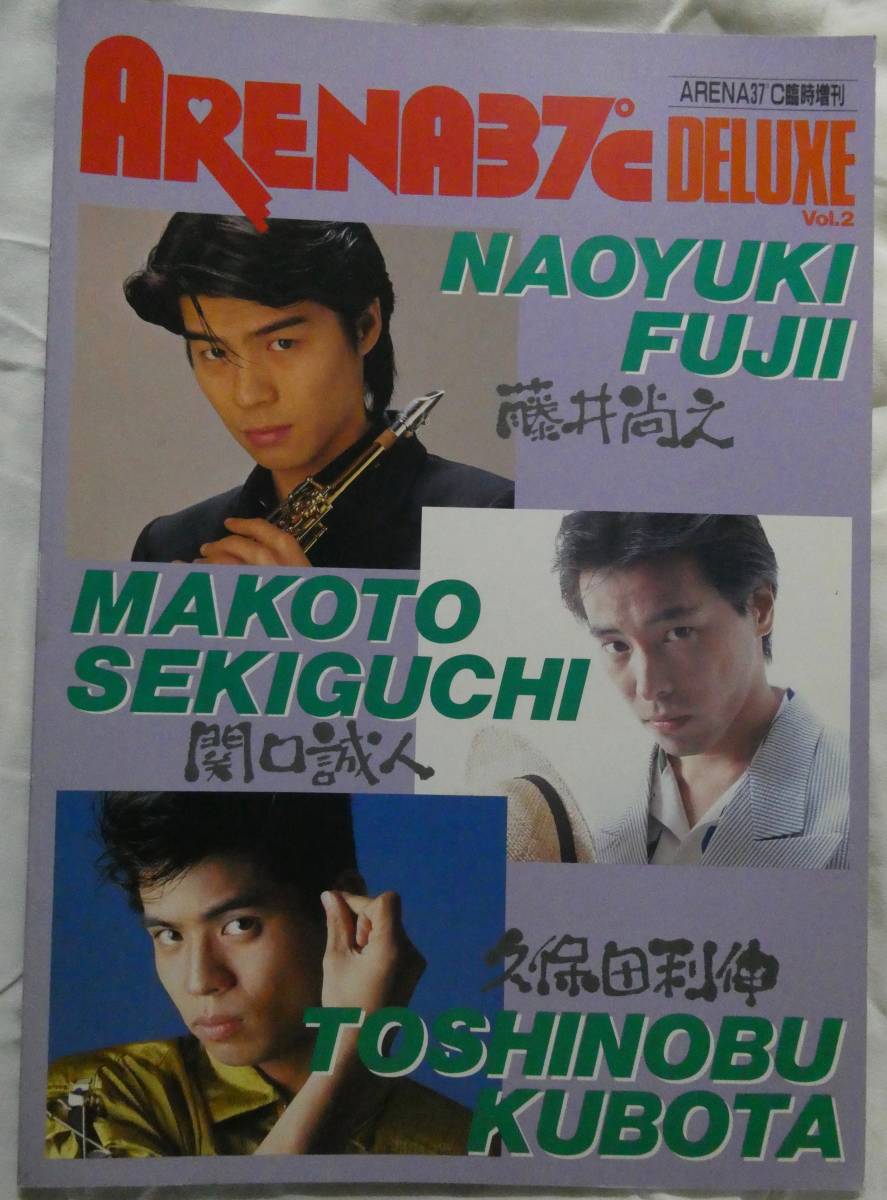 ARENA37℃
ARENA37℃臨時増刊
DELUXE
Vol.2
NAOYUKI
FUJII
藤井尚之
MAKOTO
SEKIGUCHI
関口誠人
久保田利伸
TOSHINOBU
KUBOTA